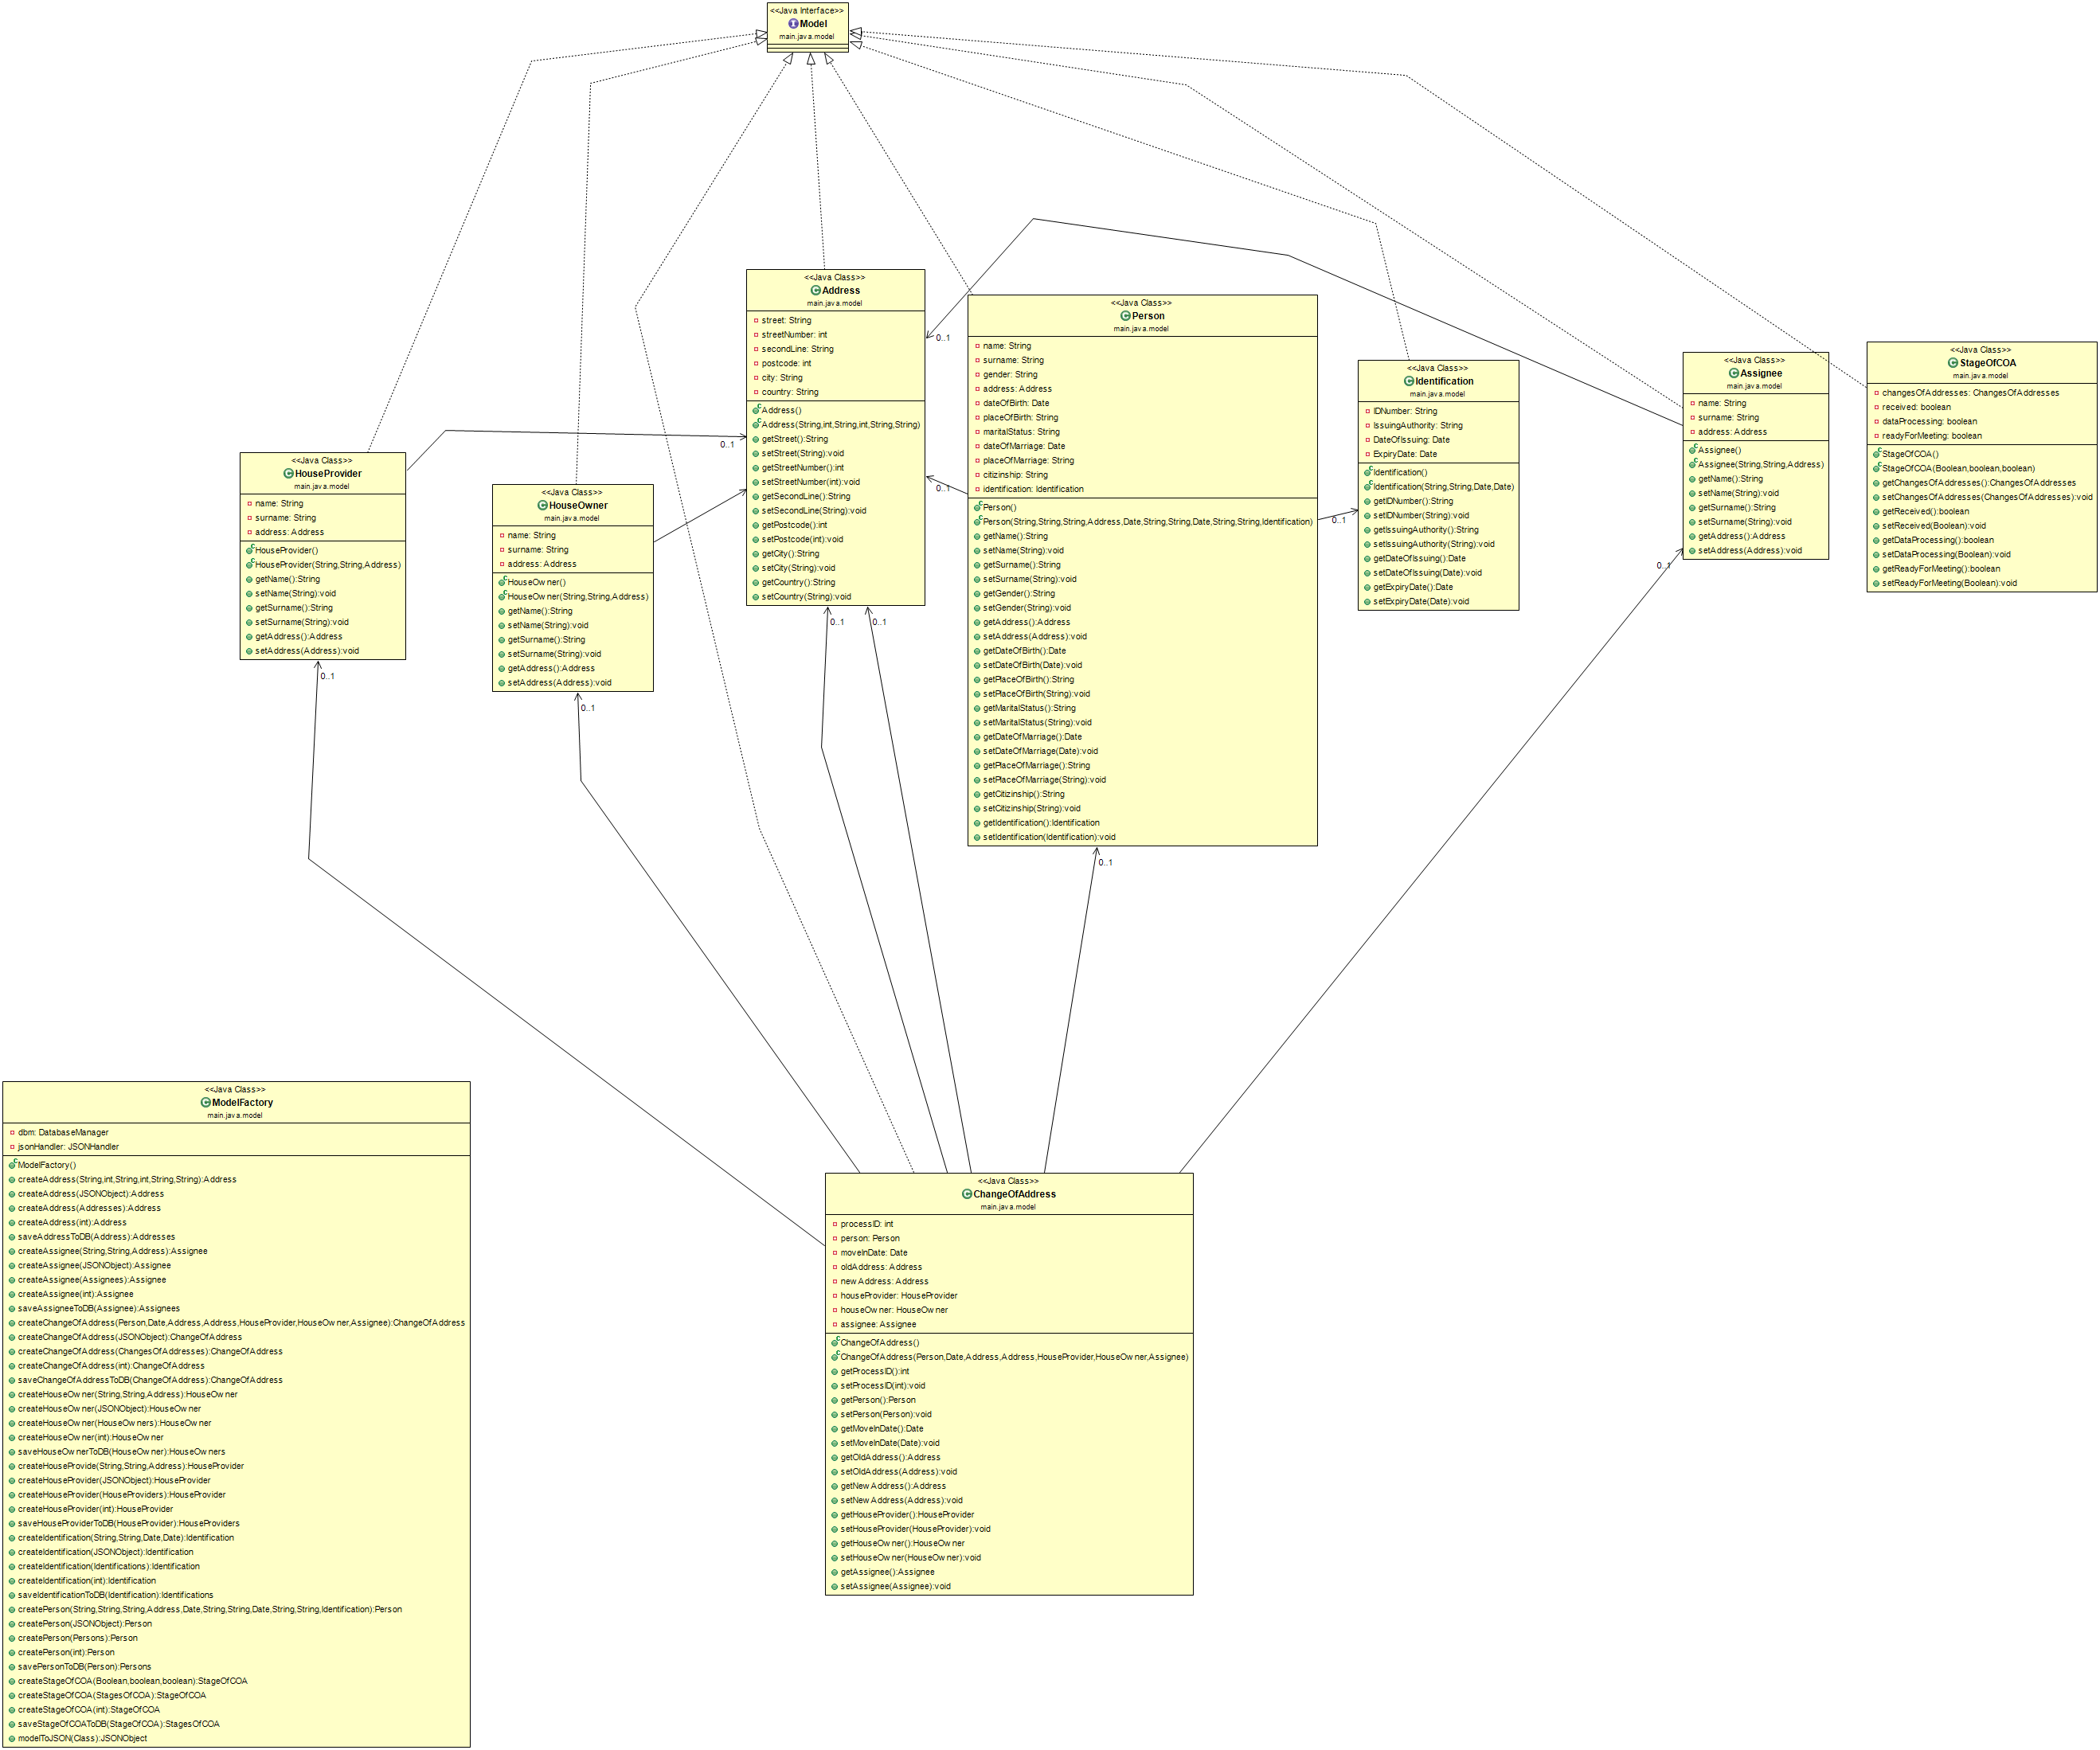 <<Java Interface>>
Model
main.java.model
<<Java Class>>
Address
main.java.model
street: String
streetNumber: int
secondLine: String
postcode: int
city: String
country: String
Address()
Address(String,int,String,int,String,String)
getStreet():String
setStreet(String):void
getStreetNumber():int
setStreetNumber(int):void
getSecondLine():String
setSecondLine(String):void
getPostcode():int
setPostcode(int):void
getCity():String
setCity(String):void
getCountry():String
setCountry(String):void
<<Java Class>>
Person
main.java.model
name: String
surname: String
gender: String
address: Address
dateOfBirth: Date
placeOfBirth: String
maritalStatus: String
dateOfMarriage: Date
placeOfMarriage: String
citizinship: String
identification: Identification
Person()
Person(String,String,String,Address,Date,String,String,Date,String,String,Identification)
getName():String
setName(String):void
getSurname():String
setSurname(String):void
getGender():String
setGender(String):void
getAddress():Address
setAddress(Address):void
getDateOfBirth():Date
setDateOfBirth(Date):void
getPlaceOfBirth():String
setPlaceOfBirth(String):void
getMaritalStatus():String
setMaritalStatus(String):void
getDateOfMarriage():Date
setDateOfMarriage(Date):void
getPlaceOfMarriage():String
setPlaceOfMarriage(String):void
getCitizinship():String
setCitizinship(String):void
getIdentification():Identification
setIdentification(Identification):void
<<Java Class>>
Identification
main.java.model
IDNumber: String
IssuingAuthority: String
DateOfIssuing: Date
ExpiryDate: Date
Identification()
Identification(String,String,Date,Date)
getIDNumber():String
setIDNumber(String):void
getIssuingAuthority():String
setIssuingAuthority(String):void
getDateOfIssuing():Date
setDateOfIssuing(Date):void
getExpiryDate():Date
setExpiryDate(Date):void
<<Java Class>>
Assignee
main.java.model
name: String
surname: String
address: Address
Assignee()
Assignee(String,String,Address)
getName():String
setName(String):void
getSurname():String
setSurname(String):void
getAddress():Address
setAddress(Address):void
<<Java Class>>
StageOfCOA
main.java.model
changesOfAddresses: ChangesOfAddresses
received: boolean
dataProcessing: boolean
readyForMeeting: boolean
StageOfCOA()
StageOfCOA(Boolean,boolean,boolean)
getChangesOfAddresses():ChangesOfAddresses
setChangesOfAddresses(ChangesOfAddresses):void
getReceived():boolean
setReceived(Boolean):void
getDataProcessing():boolean
setDataProcessing(Boolean):void
getReadyForMeeting():boolean
setReadyForMeeting(Boolean):void
<<Java Class>>
HouseProvider
main.java.model
name: String
surname: String
address: Address
HouseProvider()
HouseProvider(String,String,Address)
getName():String
setName(String):void
getSurname():String
setSurname(String):void
getAddress():Address
setAddress(Address):void
<<Java Class>>
HouseOwner
main.java.model
name: String
surname: String
address: Address
HouseOwner()
HouseOwner(String,String,Address)
getName():String
setName(String):void
getSurname():String
setSurname(String):void
getAddress():Address
setAddress(Address):void
0..1
0..1
0..1
0..1
0..1
0..1
0..1
0..1
0..1
0..1
<<Java Class>>
ModelFactory
main.java.model
dbm: DatabaseManager
jsonHandler: JSONHandler
ModelFactory()
createAddress(String,int,String,int,String,String):Address
createAddress(JSONObject):Address
createAddress(Addresses):Address
createAddress(int):Address
saveAddressToDB(Address):Addresses
createAssignee(String,String,Address):Assignee
createAssignee(JSONObject):Assignee
createAssignee(Assignees):Assignee
createAssignee(int):Assignee
saveAssigneeToDB(Assignee):Assignees
createChangeOfAddress(Person,Date,Address,Address,HouseProvider,HouseOwner,Assignee):ChangeOfAddress
createChangeOfAddress(JSONObject):ChangeOfAddress
createChangeOfAddress(ChangesOfAddresses):ChangeOfAddress
createChangeOfAddress(int):ChangeOfAddress
saveChangeOfAddressToDB(ChangeOfAddress):ChangeOfAddress
createHouseOwner(String,String,Address):HouseOwner
createHouseOwner(JSONObject):HouseOwner
createHouseOwner(HouseOwners):HouseOwner
createHouseOwner(int):HouseOwner
saveHouseOwnerToDB(HouseOwner):HouseOwners
createHouseProvide(String,String,Address):HouseProvider
createHouseProvider(JSONObject):HouseProvider
createHouseProvider(HouseProviders):HouseProvider
createHouseProvider(int):HouseProvider
saveHouseProviderToDB(HouseProvider):HouseProviders
createIdentification(String,String,Date,Date):Identification
createIdentification(JSONObject):Identification
createIdentification(Identifications):Identification
createIdentification(int):Identification
saveIdentificationToDB(Identification):Identifications
createPerson(String,String,String,Address,Date,String,String,Date,String,String,Identification):Person
createPerson(JSONObject):Person
createPerson(Persons):Person
createPerson(int):Person
savePersonToDB(Person):Persons
createStageOfCOA(Boolean,boolean,boolean):StageOfCOA
createStageOfCOA(StagesOfCOA):StageOfCOA
createStageOfCOA(int):StageOfCOA
saveStageOfCOAToDB(StageOfCOA):StagesOfCOA
modelToJSON(Class):JSONObject
<<Java Class>>
ChangeOfAddress
main.java.model
processID: int
person: Person
moveInDate: Date
oldAddress: Address
newAddress: Address
houseProvider: HouseProvider
houseOwner: HouseOwner
assignee: Assignee
ChangeOfAddress()
ChangeOfAddress(Person,Date,Address,Address,HouseProvider,HouseOwner,Assignee)
getProcessID():int
setProcessID(int):void
getPerson():Person
setPerson(Person):void
getMoveInDate():Date
setMoveInDate(Date):void
getOldAddress():Address
setOldAddress(Address):void
getNewAddress():Address
setNewAddress(Address):void
getHouseProvider():HouseProvider
setHouseProvider(HouseProvider):void
getHouseOwner():HouseOwner
setHouseOwner(HouseOwner):void
getAssignee():Assignee
setAssignee(Assignee):void